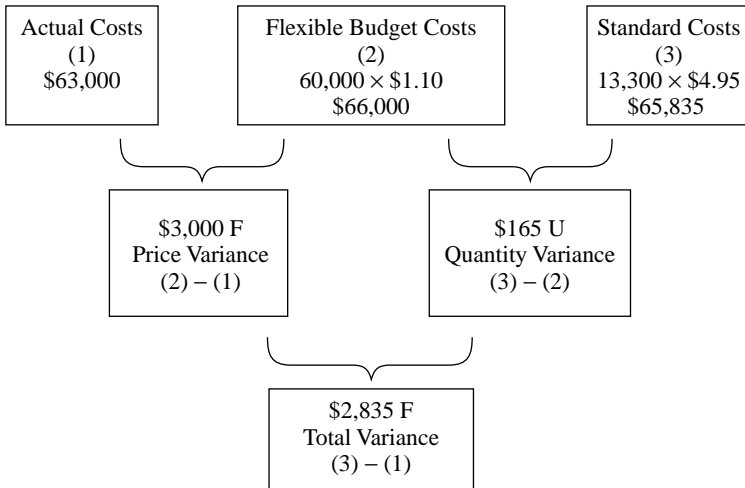 Actual Costs
(1)
$63,000
Flexible Budget Costs
(2)
60,000 × $1.10
$66,000
Standard Costs
(3)
13,300 × $4.95
$65,835
$3,000 F
Price Variance
(2) − (1)
$165 U
Quantity Variance
(3) − (2)
$2,835 F
Total Variance
(3) − (1)